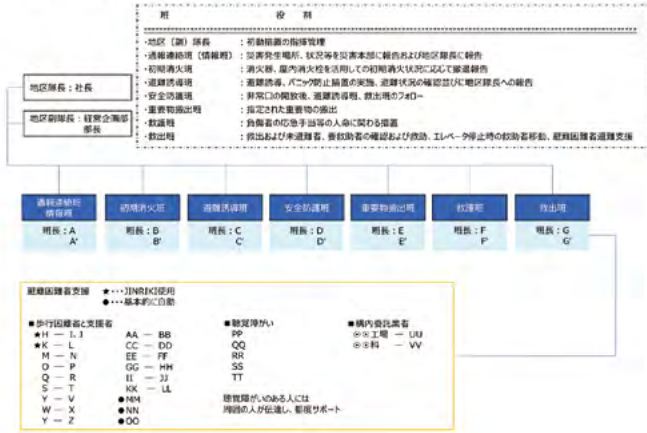 班　役割
・地区（副）隊長：初動措置の指揮管理
・通報連絡班（情報班）：災害発生場所、状況等を災害本部に報告および地区隊長に報告
・初期消火班：消火器、屋内消火栓を活用しての初期消火状況に応じて撤退報告
・避難誘導班：避難誘導、パニック防止措置の実施、避難状況の確認並びに地区隊長への報告
・安全防護班：非常口の開放後、避難誘導班、救出班のフォロー
・重要物搬出班：指定された重要物の搬出
・救護班：負傷者の応急手当等の人命に関わる措置
・救出班：救出および未避難者、要救助者の確認および救助、エレベータ停止時の救助者移動、避難困難者避難支援
地区隊長：社長
地区副隊長：経営企画部
部長
通報連絡班
情報班
班長：A
A'
初期消火班
班長：B
B'
避難誘導班
班長：C
C'
安全防護班
班長：D
D'
重要物搬出班
班長：E
E'
救護班
班長：F
F'
救出班
班長：G
G'
避難困難者支援　★･･･JINRIKI使用
●･･･基本的に自動
■歩行困難者と支援者
★H ― I、J
★K ― L
M ― N
O ― P
Q ― R
S ― T
Y ― V
W ― X
Y ― Z
AA ― BB
CC ― DD
EE ― FF
GG ― HH
II ― JJ
KK ― LL
●MM
●NN
●OO
■聴覚障がい
PP
QQ
RR
SS
TT
聴覚障がいのある人には
周囲の人が伝達し、都度サポート
■構内委託業者
⊙⊙工場 ― UU
⊙⊙科 ― VV